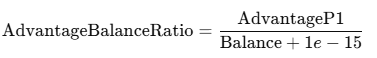 AdvantageBalanceRatio = AdvantageP1 / Balance + 1e − 15